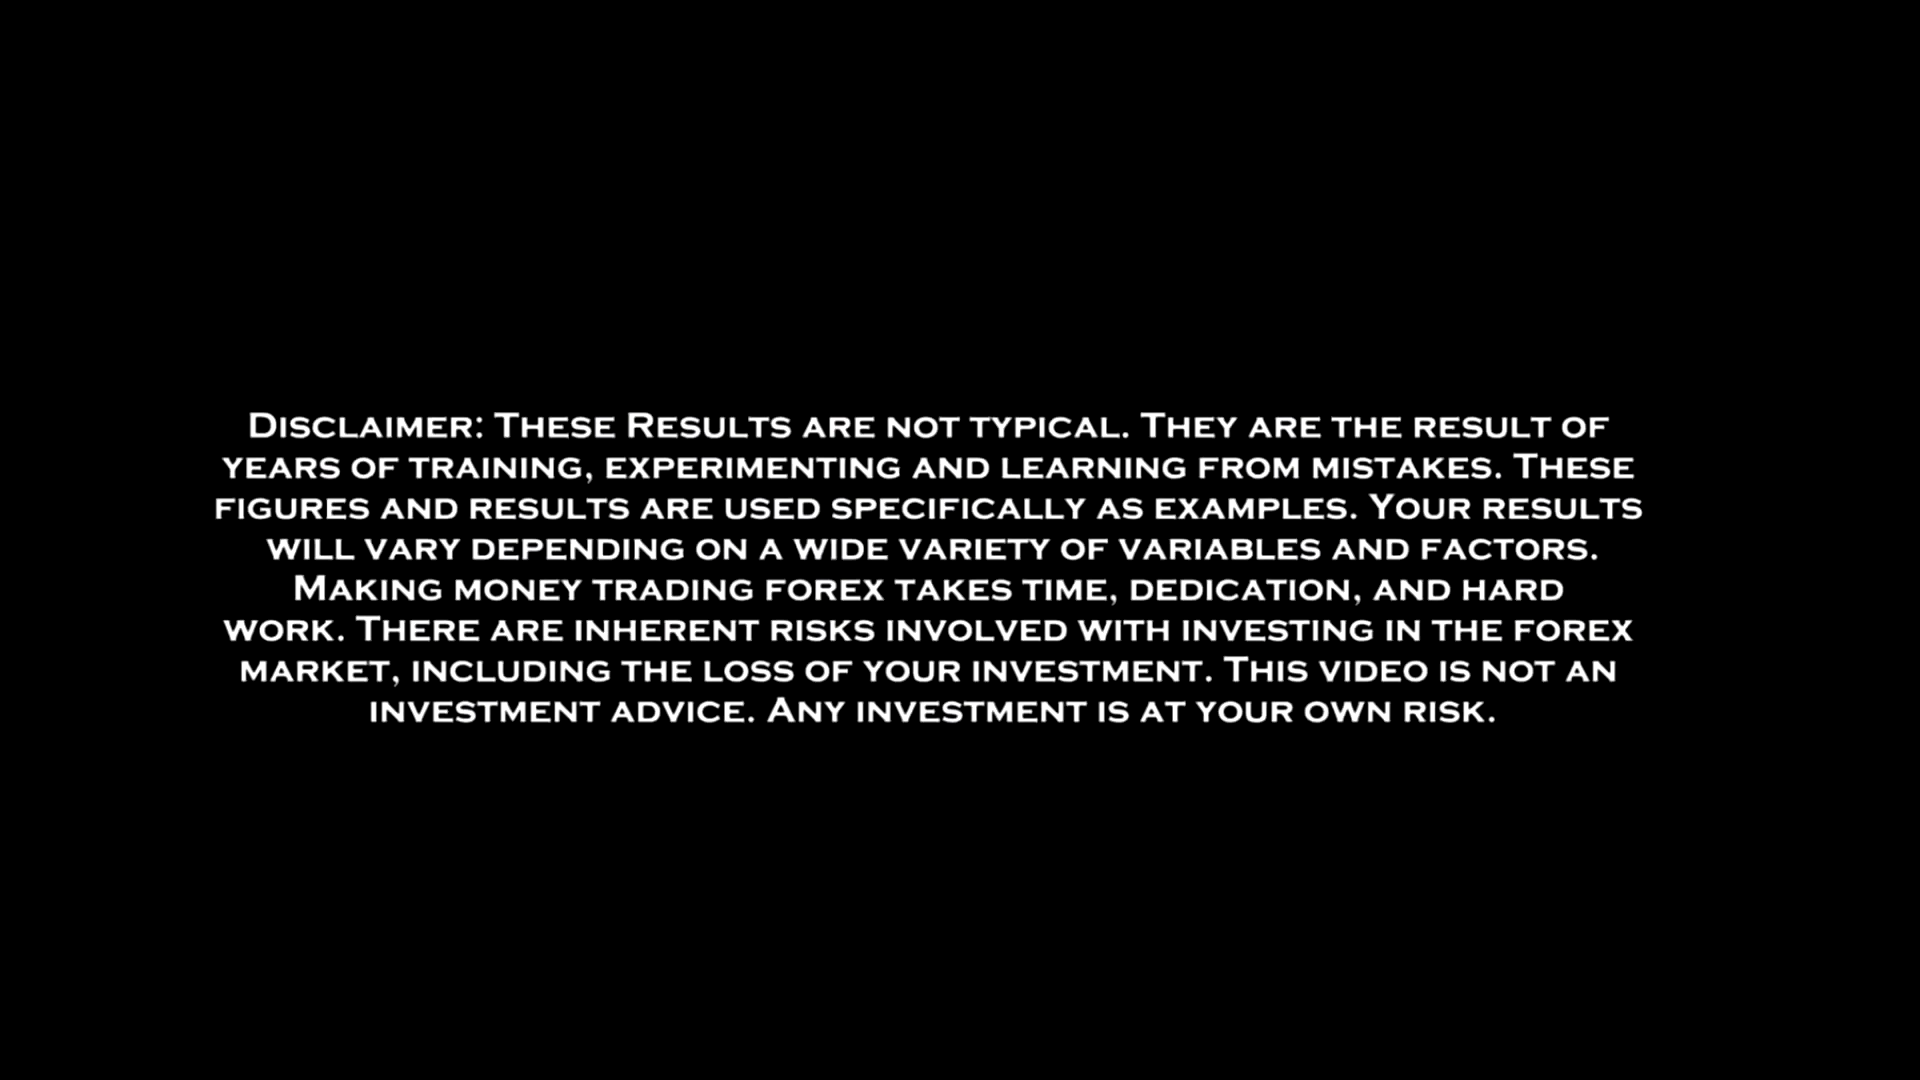 Disclaimer: These Results are not typical. They are the result of
years of training, experimenting and learning from mistakes. These
figures and results are used specifically as examples. Your results
will vary depending on a wide variety of variables and factors.
Making money trading forex takes time, dedication, and hard
work. There are inherent risks involved with investing in the forex
market, including the loss of your investment. This video is not an
investment advice. Any investment is at your own risk.